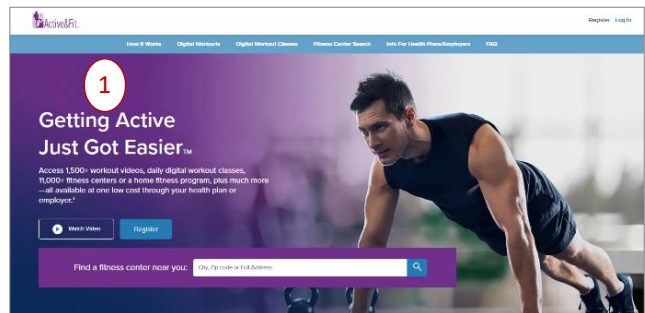 Active&Fit.
Register Log In
How It Works Digital Workouts Digital Workout Classes Fitness Center Search Info For Health Plans/Employers FAQ
1
Getting Active
Just Got Easier™
Access 1,500+ workout videos, daily digital workout classes,
11,000+ fitness centers or a home fitness program, plus much more
—all available at one low cost through your health plan or
employer.*
Watch Video Register
Find a fitness center near you: City, Zip code or Full Address.